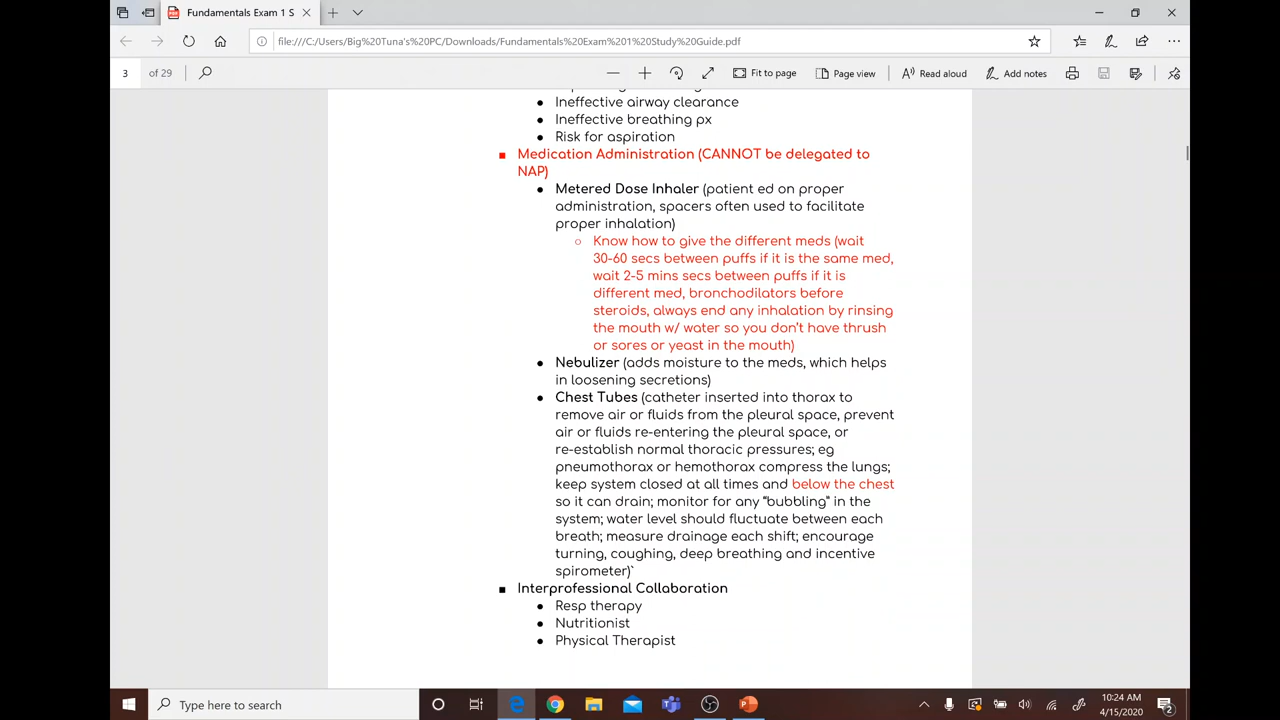 Fundamentals Exam 1 S
file:///C:/Users/Big%20Tuna's%20PC/Downloads/Fundamentals%20Exam%201%20Study%20Guide.pdf
3 of 29
Fit to page
Page view
Read aloud
Add notes
● Ineffective airway clearance
● Ineffective breathing px
● Risk for aspiration
■ Medication Administration (CANNOT be delegated to
NAP)
● Metered Dose Inhaler (patient ed on proper
administration, spacers often used to facilitate
proper inhalation)
○ Know how to give the different meds (wait
30-60 secs between puffs if it is the same med,
wait 2-5 mins secs between puffs if it is
different med, bronchodilators before
steroids, always end any inhalation by rinsing
the mouth w/ water so you don't have thrush
or sores or yeast in the mouth)
● Nebulizer (adds moisture to the meds, which helps
in loosening secretions)
● Chest Tubes (catheter inserted into thorax to
remove air or fluids from the pleural space, prevent
air or fluids re-entering the pleural space, or
re-establish normal thoracic pressures; eg
pneumothorax or hemothorax compress the lungs;
keep system closed at all times and below the chest
so it can drain; monitor for any “bubbling” in the
system; water level should fluctuate between each
breath; measure drainage each shift; encourage
turning, coughing, deep breathing and incentive
spirometer)`
■ Interprofessional Collaboration
● Resp therapy
● Nutritionist
● Physical Therapist
Type here to search
10:24 AM
4/15/2020
2